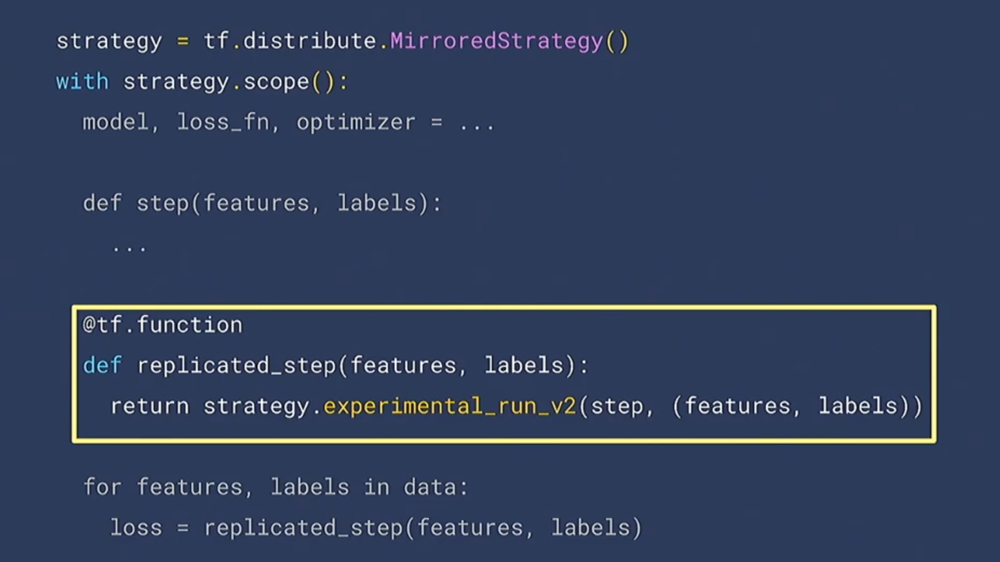 strategy = tf.distribute.MirroredStrategy()
with strategy.scope():
  model, loss_fn, optimizer = ...
  def step(features, labels):
    ...
  @tf.function
  def replicated_step(features, labels):
    return strategy.experimental_run_v2(step, (features, labels))
  for features, labels in data:
    loss = replicated_step(features, labels)